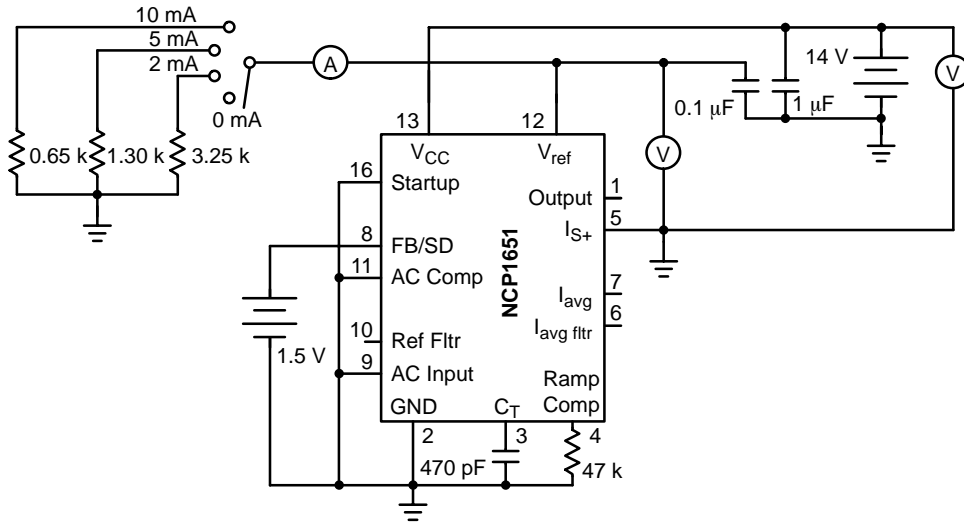 10 mA
5 mA
2 mA
0 mA
A
14 V
V
0.1 µF
1 µF
0.65 k
1.30 k
3.25 k
13
12
V
VCC
Vref
16
Startup
Output
1
5
IS+
8
FB/SD
11
AC Comp
NCP1651
Iavg
7
6
Iavg fltr
10
Ref Fltr
1.5 V
9
AC Input
Ramp
Comp
GND
CT
2
3
4
470 pF
47 k